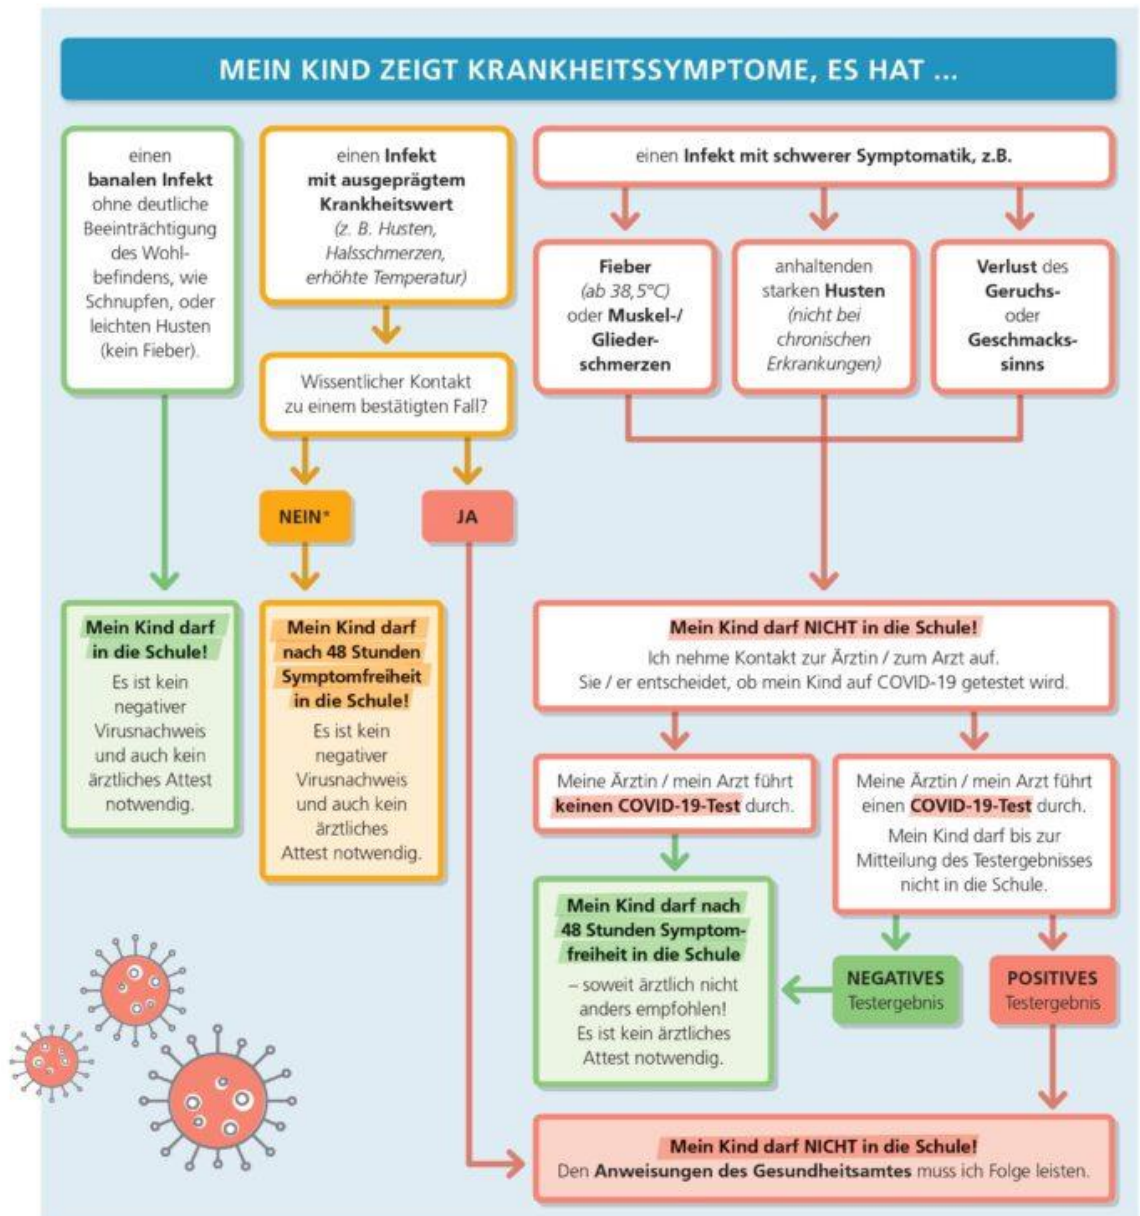 MEIN KIND ZEIGT KRANKHEITSSYMPTOME, ES HAT ...
einen
banalen Infekt
ohne deutliche
Beeinträchtigung
des Wohl-
befindens, wie
Schnupfen, oder
leichten Husten
(kein Fieber).
einen Infekt
mit ausgeprägtem
Krankheitswert
(z. B. Husten,
Halsschmerzen,
erhöhte Temperatur)
einen Infekt mit schwerer Symptomatik, z.B.
Fieber
(ab 38,5°C)
oder Muskel-/
Glieder-
schmerzen
anhaltenden
starken Husten
(nicht bei
chronischen
Erkrankungen)
Verlust des
Geruchs-
oder
Geschmacks-
sinns
Wissentlicher Kontakt
zu einem bestätigten Fall?
NEIN*
JA
Mein Kind darf
in die Schule!
Es ist kein
negativer
Virusnachweis
und auch kein
ärztliches Attest
notwendig.
Mein Kind darf
nach 48 Stunden
Symptomfreiheit
in die Schule!
Es ist kein
negativer
Virusnachweis
und auch kein
ärztliches
Attest notwendig.
Mein Kind darf NICHT in die Schule!
Ich nehme Kontakt zur Ärztin / zum Arzt auf.
Sie / er entscheidet, ob mein Kind auf COVID-19 getestet wird.
Meine Ärztin / mein Arzt führt
keinen COVID-19-Test durch.
Meine Ärztin / mein Arzt führt
einen COVID-19-Test durch.
Mein Kind darf bis zur
Mitteilung des Testergebnisses
nicht in die Schule.
Mein Kind darf nach
48 Stunden Symptom-
freiheit in die Schule
– soweit ärztlich nicht
anders empfohlen!
Es ist kein ärztliches
Attest notwendig.
NEGATIVES
Testergebnis
POSITIVES
Testergebnis
Mein Kind darf NICHT in die Schule!
Den Anweisungen des Gesundheitsamtes muss ich Folge leisten.